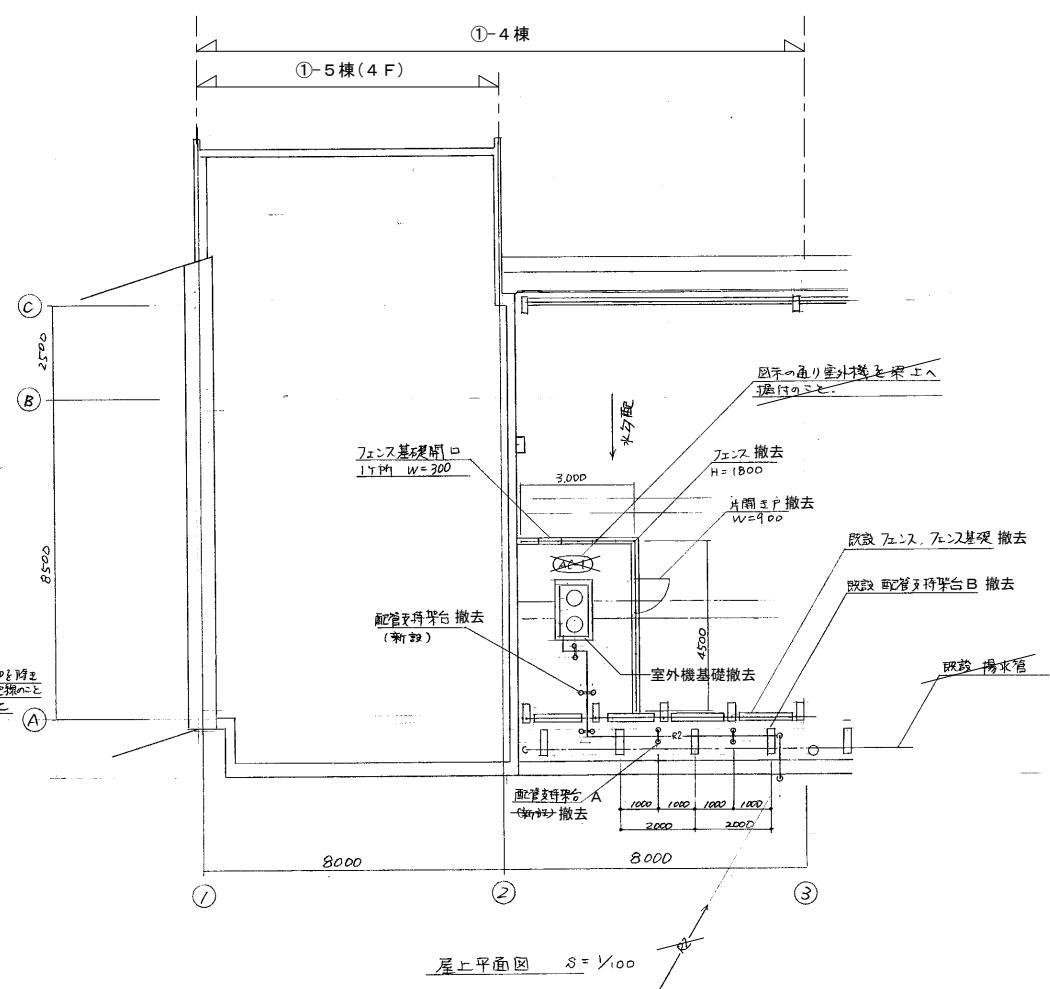 ①-4棟
①-5棟(4F)
C
2500
B
8500
A
図示の通り室外機を梁上へ
据付のこと.
水勾配
フェンス基礎開口
1ヶ所 W=300
フェンス 撤去
H=1800
3,000
片開き戸 撤去
W=900
AC-1
既設 フェンス, フェンス基礎 撤去
既設 配管支持架台B 撤去
配管支持架台 撤去
(新設)
4500
室外機基礎撤去
既設 揚水管
R2
配管支持架台 A
(新設) 撤去
1000 1000 1000 1000
2000 2000
8000 8000
1 2 3
R2
屋上平面図 S=1/100